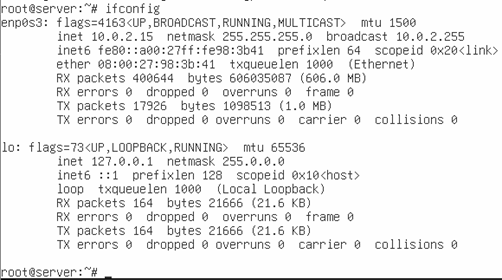 root@server:~# ifconfig
enp0s3: flags=4163<UP,BROADCAST,RUNNING,MULTICAST>  mtu 1500
        inet 10.0.2.15  netmask 255.255.255.0  broadcast 10.0.2.255
        inet6 fe80::a00:27ff:fe98:3b41  prefixlen 64  scopeid 0x20<link>
        ether 08:00:27:98:3b:41  txqueuelen 1000  (Ethernet)
        RX packets 400644  bytes 606035087 (606.0 MB)
        RX errors 0  dropped 0  overruns 0  frame 0
        TX packets 17926  bytes 1098513 (1.0 MB)
        TX errors 0  dropped 0 overruns 0  carrier 0  collisions 0

lo: flags=73<UP,LOOPBACK,RUNNING>  mtu 65536
        inet 127.0.0.1  netmask 255.0.0.0
        inet6 ::1  prefixlen 128  scopeid 0x10<host>
        loop  txqueuelen 1000  (Local Loopback)
        RX packets 164  bytes 21666 (21.6 KB)
        RX errors 0  dropped 0  overruns 0  frame 0
        TX packets 164  bytes 21666 (21.6 KB)
        TX errors 0  dropped 0 overruns 0  carrier 0  collisions 0

root@server:~# _